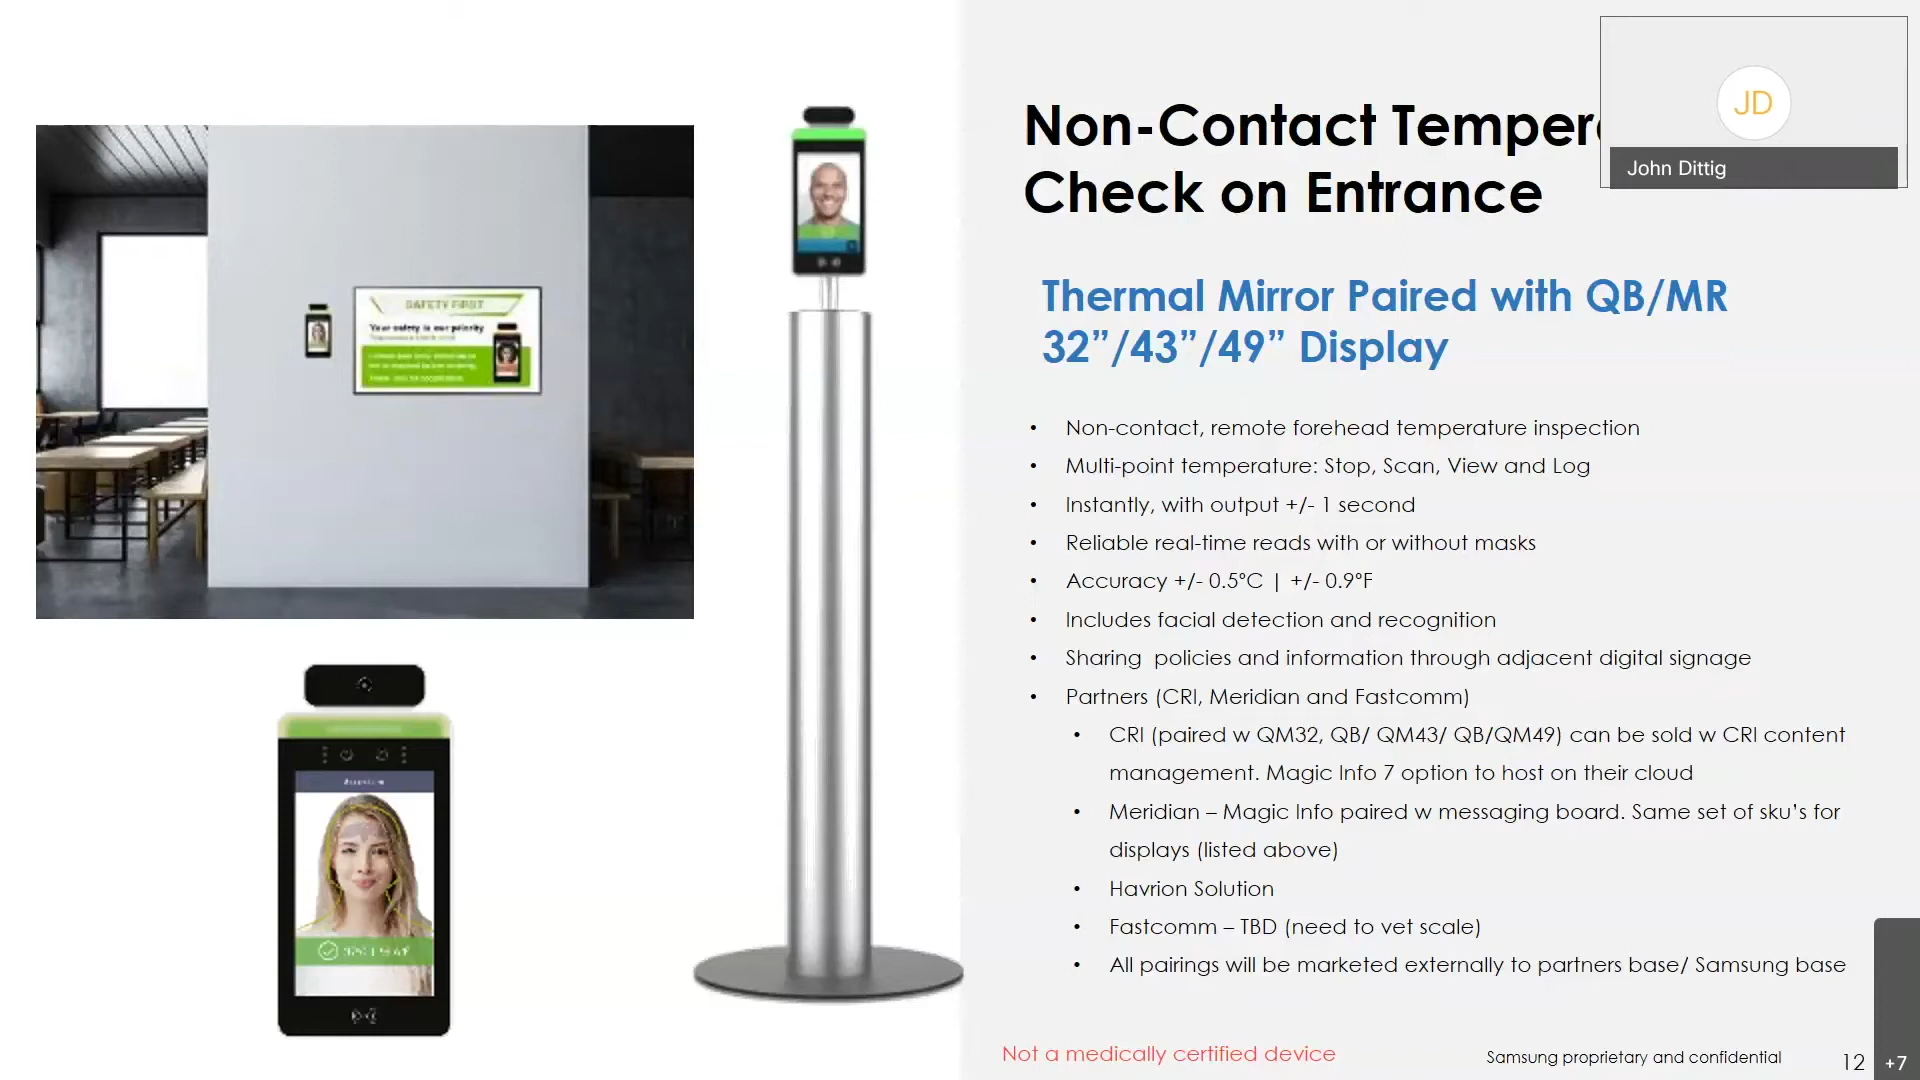 Non-Contact Temper
Check on Entrance
JD
John Dittig
Thermal Mirror Paired with QB/MR
32”/43”/49” Display
• Non-contact, remote forehead temperature inspection
• Multi-point temperature: Stop, Scan, View and Log
• Instantly, with output +/- 1 second
• Reliable real-time reads with or without masks
• Accuracy +/- 0.5°C | +/- 0.9°F
• Includes facial detection and recognition
• Sharing  policies and information through adjacent digital signage
• Partners (CRI, Meridian and Fastcomm)
• CRI (paired w QM32, QB/ QM43/ QB/QM49) can be sold w CRI content
management. Magic Info 7 option to host on their cloud
• Meridian – Magic Info paired w messaging board. Same set of sku’s for
displays (listed above)
• Havrion Solution
• Fastcomm – TBD (need to vet scale)
• All pairings will be marketed externally to partners base/ Samsung base
SAFETY FIRST
Your safety is our priority
Not a medically certified device
Samsung proprietary and confidential
12
+7